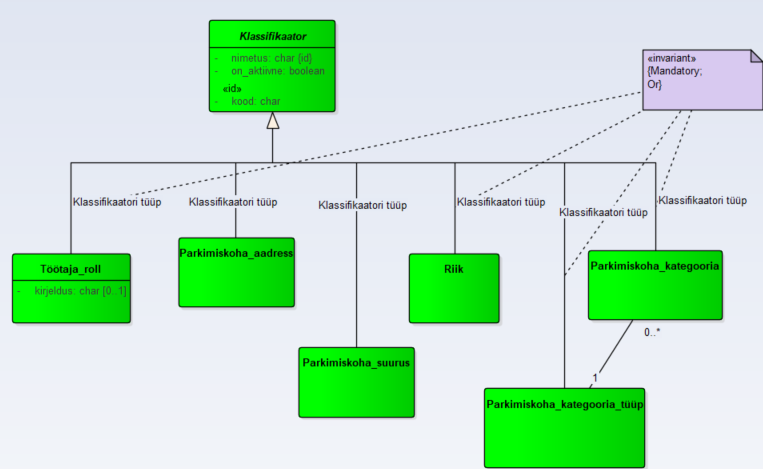 Klassifikaator
- nimetus: char {id}
- on_aktiivne: boolean
«id»
- kood: char
«invariant»
{Mandatory;
Or}
Klassifikaatori tüüp
Klassifikaatori tüüp
Klassifikaatori tüüp
Klassifikaatori tüüp
Klassifikaatori tüüp
Klassifikaatori tüüp
Töötaja_roll
- kirjeldus: char [0..1]
Parkimiskoha_aadress
Riik
Parkimiskoha_kategooria
0..*
Parkimiskoha_suurus
1
Parkimiskoha_kategooria_tüüp